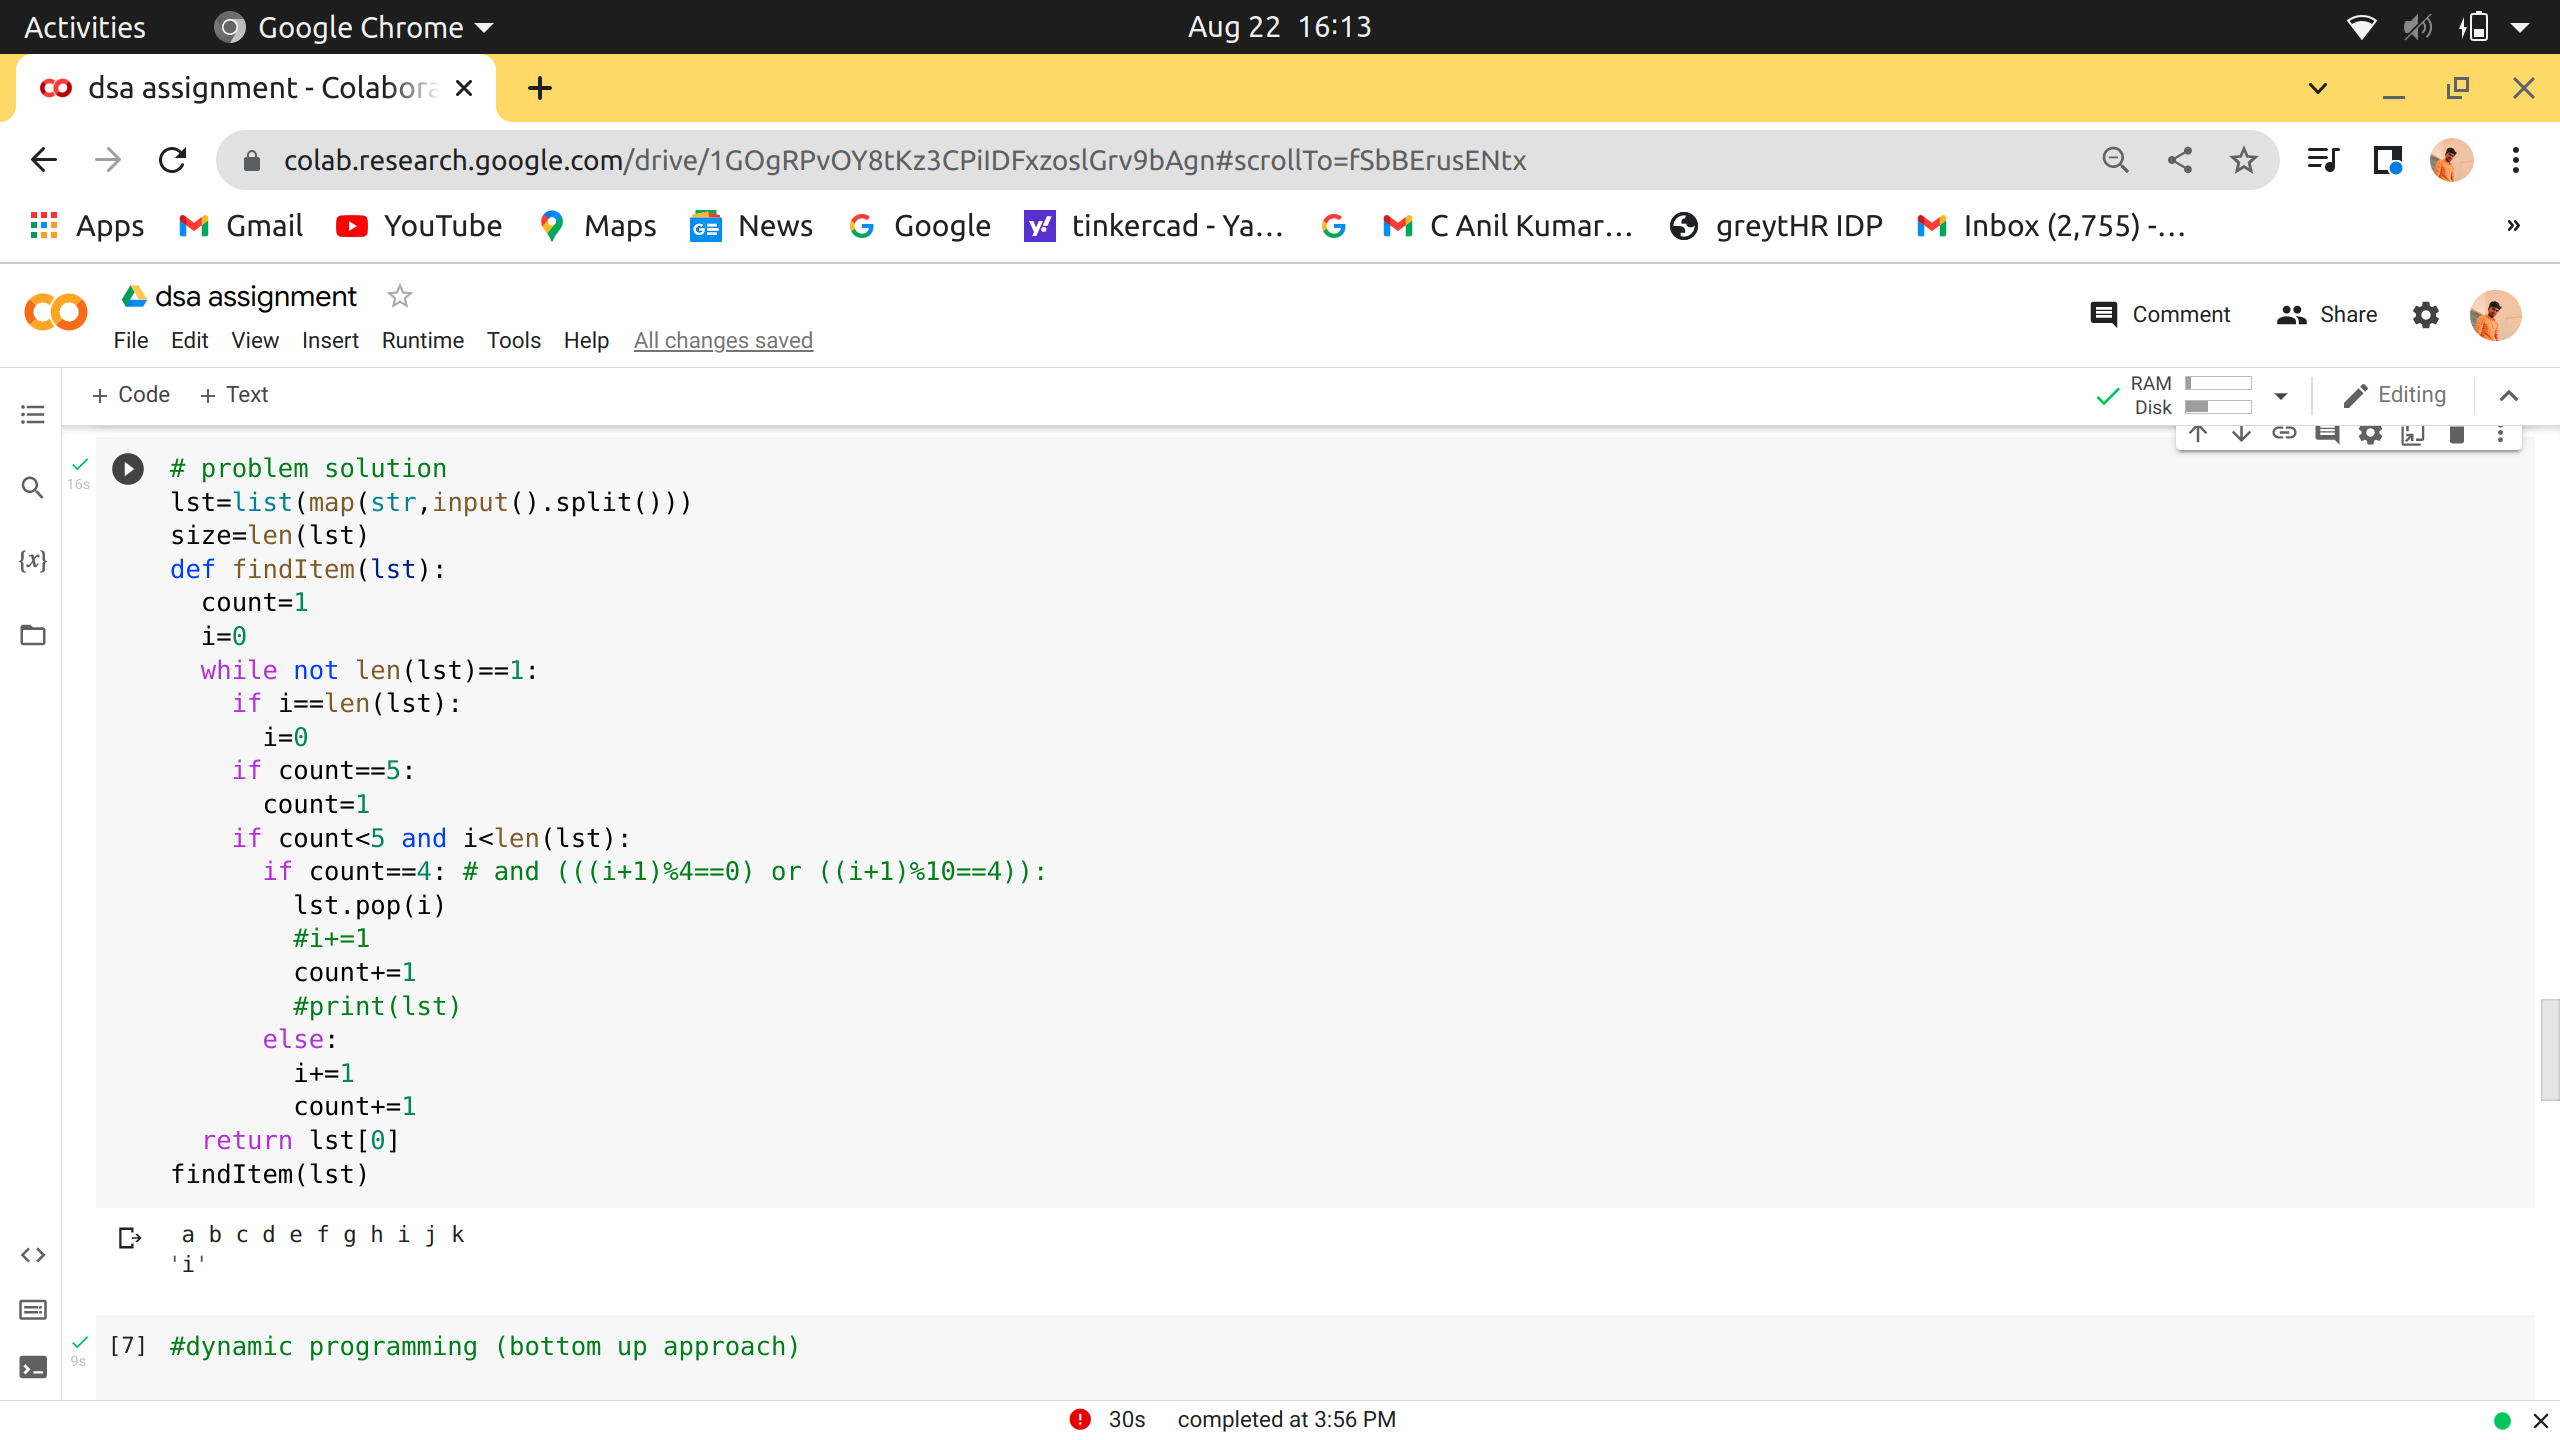 Activities Google Chrome Aug 22 16:13
dsa assignment - Colabora
colab.research.google.com/drive/1GOgRPvOY8tKz3CPiIDFxzoslGrv9bAgn#scrollTo=fSbBErusENtx
Apps Gmail YouTube Maps News Google tinkercad - Ya... C Anil Kumar... greytHR IDP Inbox (2,755) -... »
dsa assignment
Comment Share
File Edit View Insert Runtime Tools Help All changes saved
+ Code + Text RAM Disk Editing
16s
# problem solution
lst=list(map(str,input().split()))
size=len(lst)
def findItem(lst):
  count=1
  i=0
  while not len(lst)==1:
    if i==len(lst):
      i=0
    if count==5:
      count=1
    if count<5 and i<len(lst):
      if count==4: # and (((i+1)%4==0) or ((i+1)%10==4)):
        lst.pop(i)
        #i+=1
        count+=1
        #print(lst)
      else:
        i+=1
        count+=1
  return lst[0]
findItem(lst)
a b c d e f g h i j k
'i'
[7] #dynamic programming (bottom up approach)
9s
30s completed at 3:56 PM